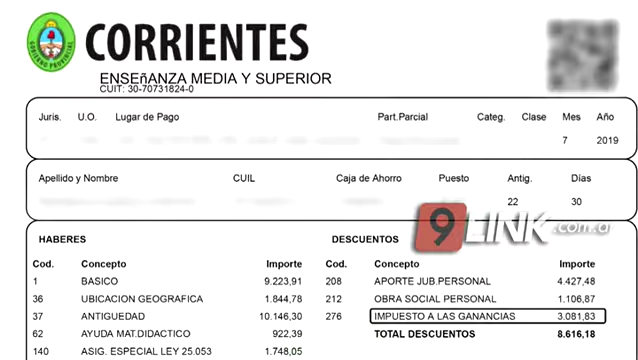 CORRIENTES
ENSEñANZA MEDIA Y SUPERIOR
CUIT: 30-70731824-0
Juris. U.O. Lugar de Pago Part.Parcial Categ. Clase Mes Año
7 2019
Apellido y Nombre CUIL Caja de Ahorro Puesto Antig. Días
22 30
9 LINK.com.a
HABERES DESCUENTOS
Cod. Concepto Importe Cod. Concepto Importe
1 BASICO 9.223,91 208 APORTE JUB.PERSONAL 4.427,48
36 UBICACION GEOGRAFICA 1.844,78 212 OBRA SOCIAL PERSONAL 1.106,87
37 ANTIGUEDAD 10.146,30 276 IMPUESTO A LAS GANANCIAS 3.081,83
62 AYUDA MAT.DIDACTICO 922,39 TOTAL DESCUENTOS 8.616,18
140 ASIG. ESPECIAL LEY 25.053 1.748,05